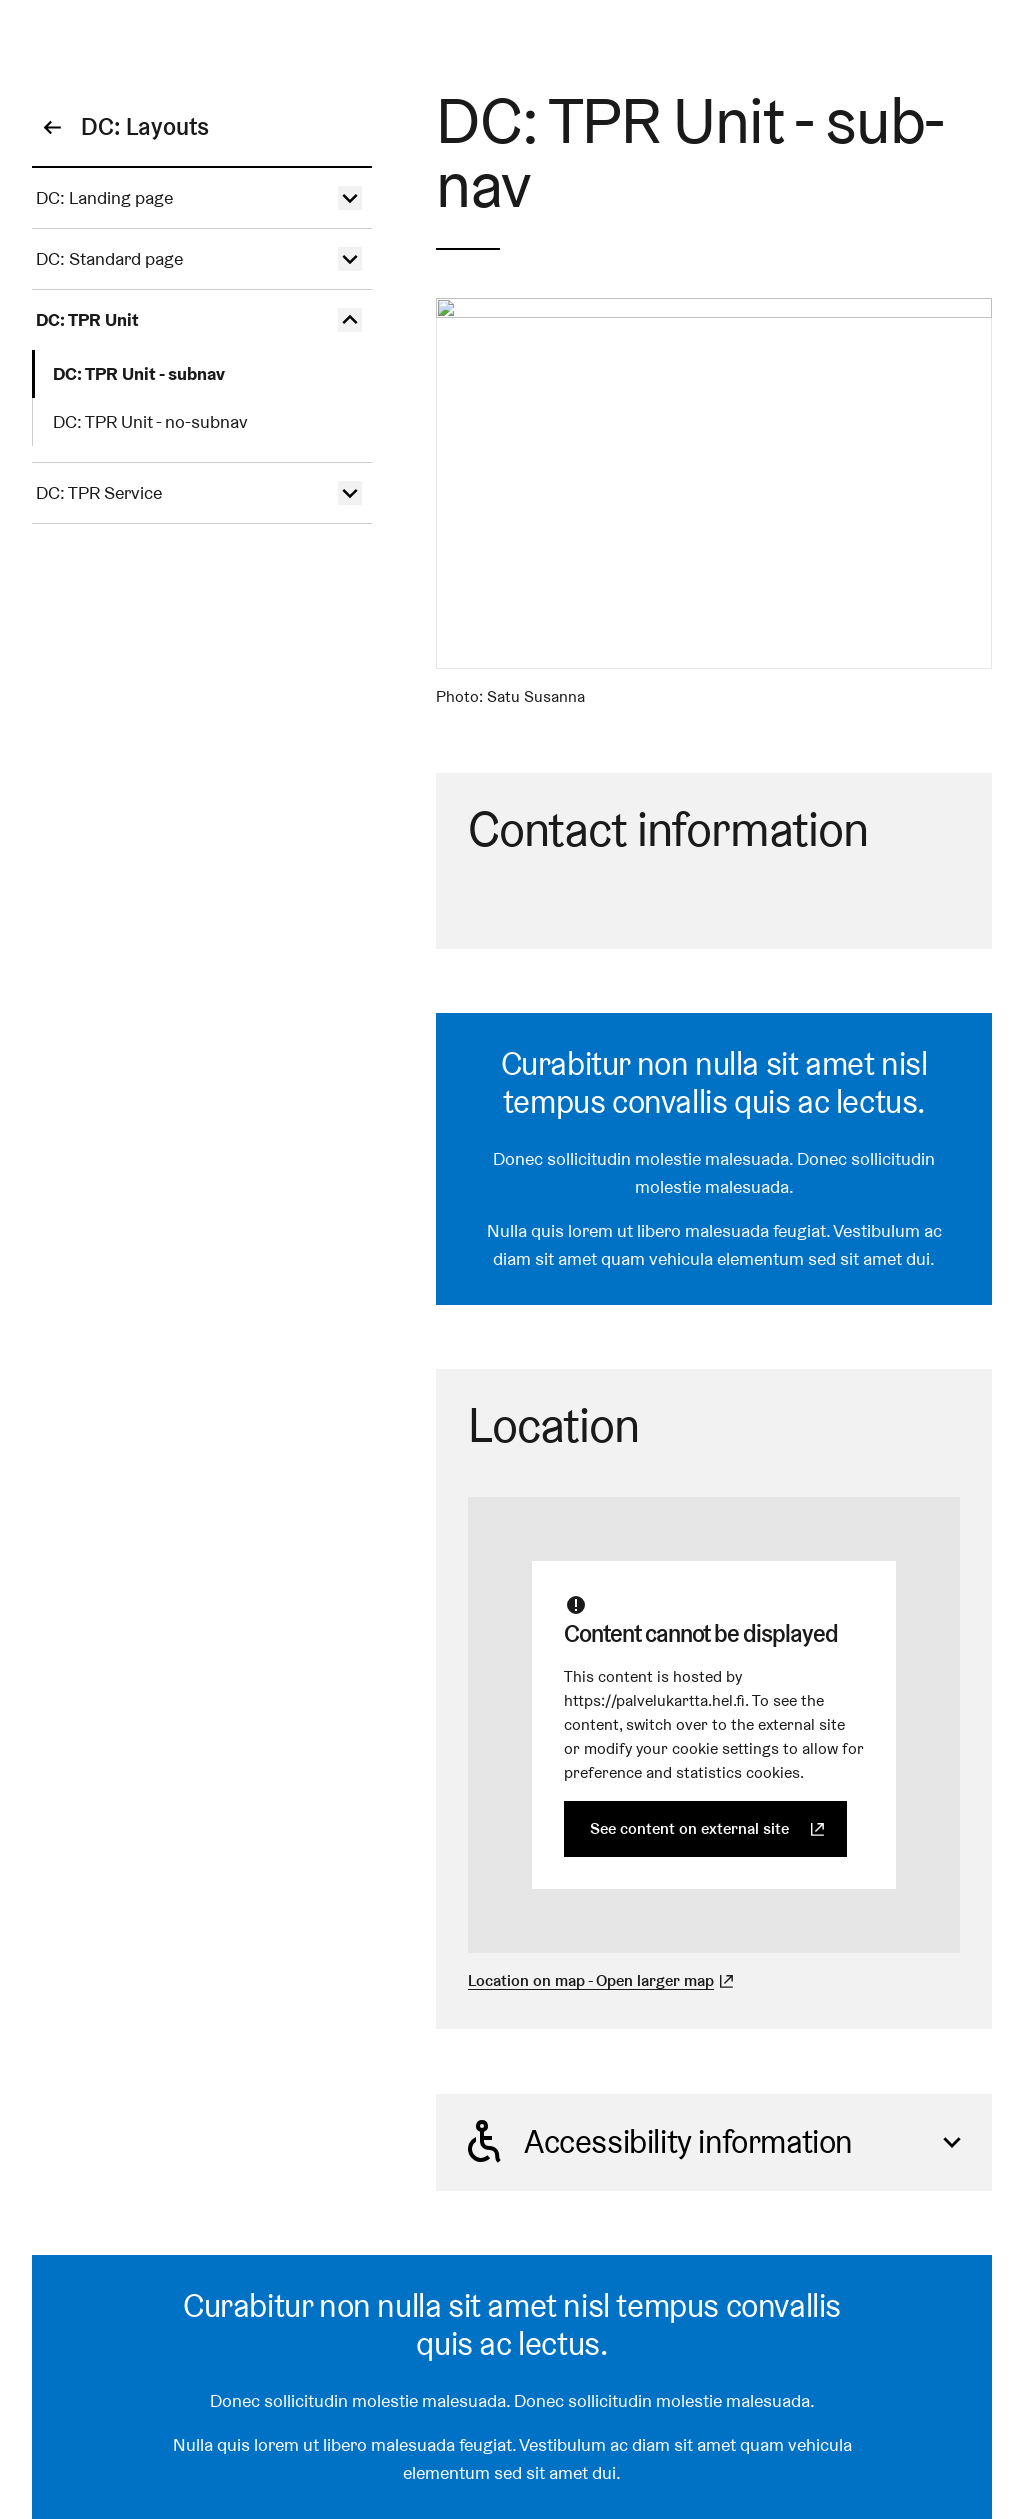 DC: Layouts
DC: Landing page
DC: Standard page
DC: TPR Unit
DC: TPR Unit - subnav
DC: TPR Unit - no-subnav
DC: TPR Service
DC: TPR Unit - sub-
nav
Photo: Satu Susanna
Contact information
Curabitur non nulla sit amet nisl
tempus convallis quis ac lectus.
Donec sollicitudin molestie malesuada. Donec sollicitudin
molestie malesuada.
Nulla quis lorem ut libero malesuada feugiat. Vestibulum ac
diam sit amet quam vehicula elementum sed sit amet dui.
Location
Content cannot be displayed
This content is hosted by
https://palvelukartta.hel.fi. To see the
content, switch over to the external site
or modify your cookie settings to allow for
preference and statistics cookies.
See content on external site
Location on map - Open larger map
Accessibility information
Curabitur non nulla sit amet nisl tempus convallis
quis ac lectus.
Donec sollicitudin molestie malesuada. Donec sollicitudin molestie malesuada.
Nulla quis lorem ut libero malesuada feugiat. Vestibulum ac diam sit amet quam vehicula
elementum sed sit amet dui.